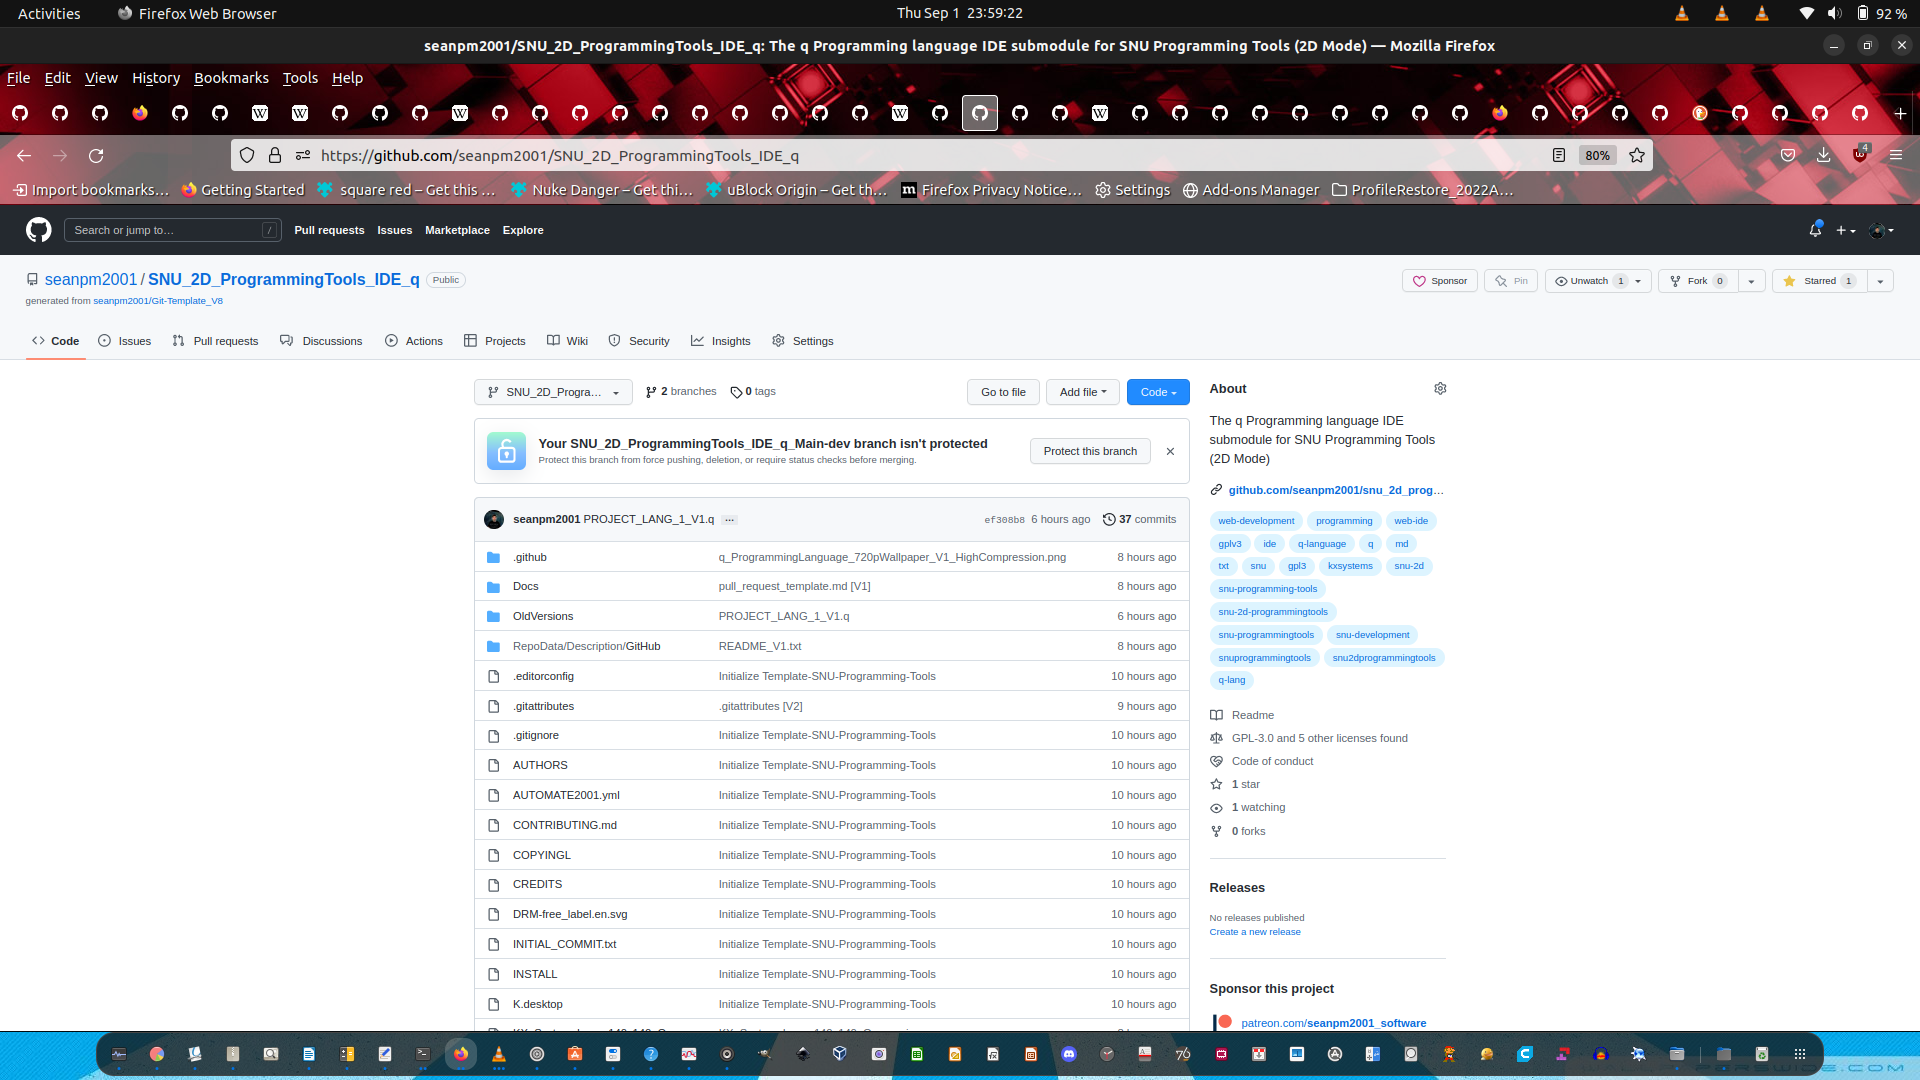 Activities
Firefox Web Browser
Thu Sep 1 23:59:22
92 %
seanpm2001/SNU_2D_ProgrammingTools_IDE_q: The q Programming language IDE submodule for SNU Programming Tools (2D Mode) — Mozilla Firefox
File Edit View History Bookmarks Tools Help
https://github.com/seanpm2001/SNU_2D_ProgrammingTools_IDE_q
80%
4
Import bookmarks… Getting Started square red – Get this … Nuke Danger – Get thi… uBlock Origin – Get th… Firefox Privacy Notice… Settings Add-ons Manager ProfileRestore_2022A…
Search or jump to… / Pull requests Issues Marketplace Explore
seanpm2001 / SNU_2D_ProgrammingTools_IDE_q Public
Sponsor Pin Unwatch 1 Fork 0 Starred 1
generated from seanpm2001/Git-Template_V8
Code Issues Pull requests Discussions Actions Projects Wiki Security Insights Settings
SNU_2D_Progra… 2 branches 0 tags Go to file Add file Code
Your SNU_2D_ProgrammingTools_IDE_q_Main-dev branch isn't protected
Protect this branch from force pushing, deletion, or require status checks before merging.
Protect this branch
seanpm2001 PROJECT_LANG_1_V1.q … ef308b8 6 hours ago 37 commits
.github q_ProgrammingLanguage_720pWallpaper_V1_HighCompression.png 8 hours ago
Docs pull_request_template.md [V1] 8 hours ago
OldVersions PROJECT_LANG_1_V1.q 6 hours ago
RepoData/Description/GitHub README_V1.txt 8 hours ago
.editorconfig Initialize Template-SNU-Programming-Tools 10 hours ago
.gitattributes .gitattributes [V2] 9 hours ago
.gitignore Initialize Template-SNU-Programming-Tools 10 hours ago
AUTHORS Initialize Template-SNU-Programming-Tools 10 hours ago
AUTOMATE2001.yml Initialize Template-SNU-Programming-Tools 10 hours ago
CONTRIBUTING.md Initialize Template-SNU-Programming-Tools 10 hours ago
COPYINGL Initialize Template-SNU-Programming-Tools 10 hours ago
CREDITS Initialize Template-SNU-Programming-Tools 10 hours ago
DRM-free_label.en.svg Initialize Template-SNU-Programming-Tools 10 hours ago
INITIAL_COMMIT.txt Initialize Template-SNU-Programming-Tools 10 hours ago
INSTALL Initialize Template-SNU-Programming-Tools 10 hours ago
K.desktop Initialize Template-SNU-Programming-Tools 10 hours ago
About
The q Programming language IDE
submodule for SNU Programming Tools
(2D Mode)
github.com/seanpm2001/snu_2d_prog…
web-development programming web-ide
gplv3 ide q-language q md
txt snu gpl3 kxsystems snu-2d
snu-programming-tools
snu-2d-programmingtools
snu-programmingtools snu-development
snuprogrammingtools snu2dprogrammingtools
q-lang
Readme
GPL-3.0 and 5 other licenses found
Code of conduct
1 star
1 watching
0 forks
Releases
No releases published
Create a new release
Sponsor this project
patreon.com/seanpm2001_software